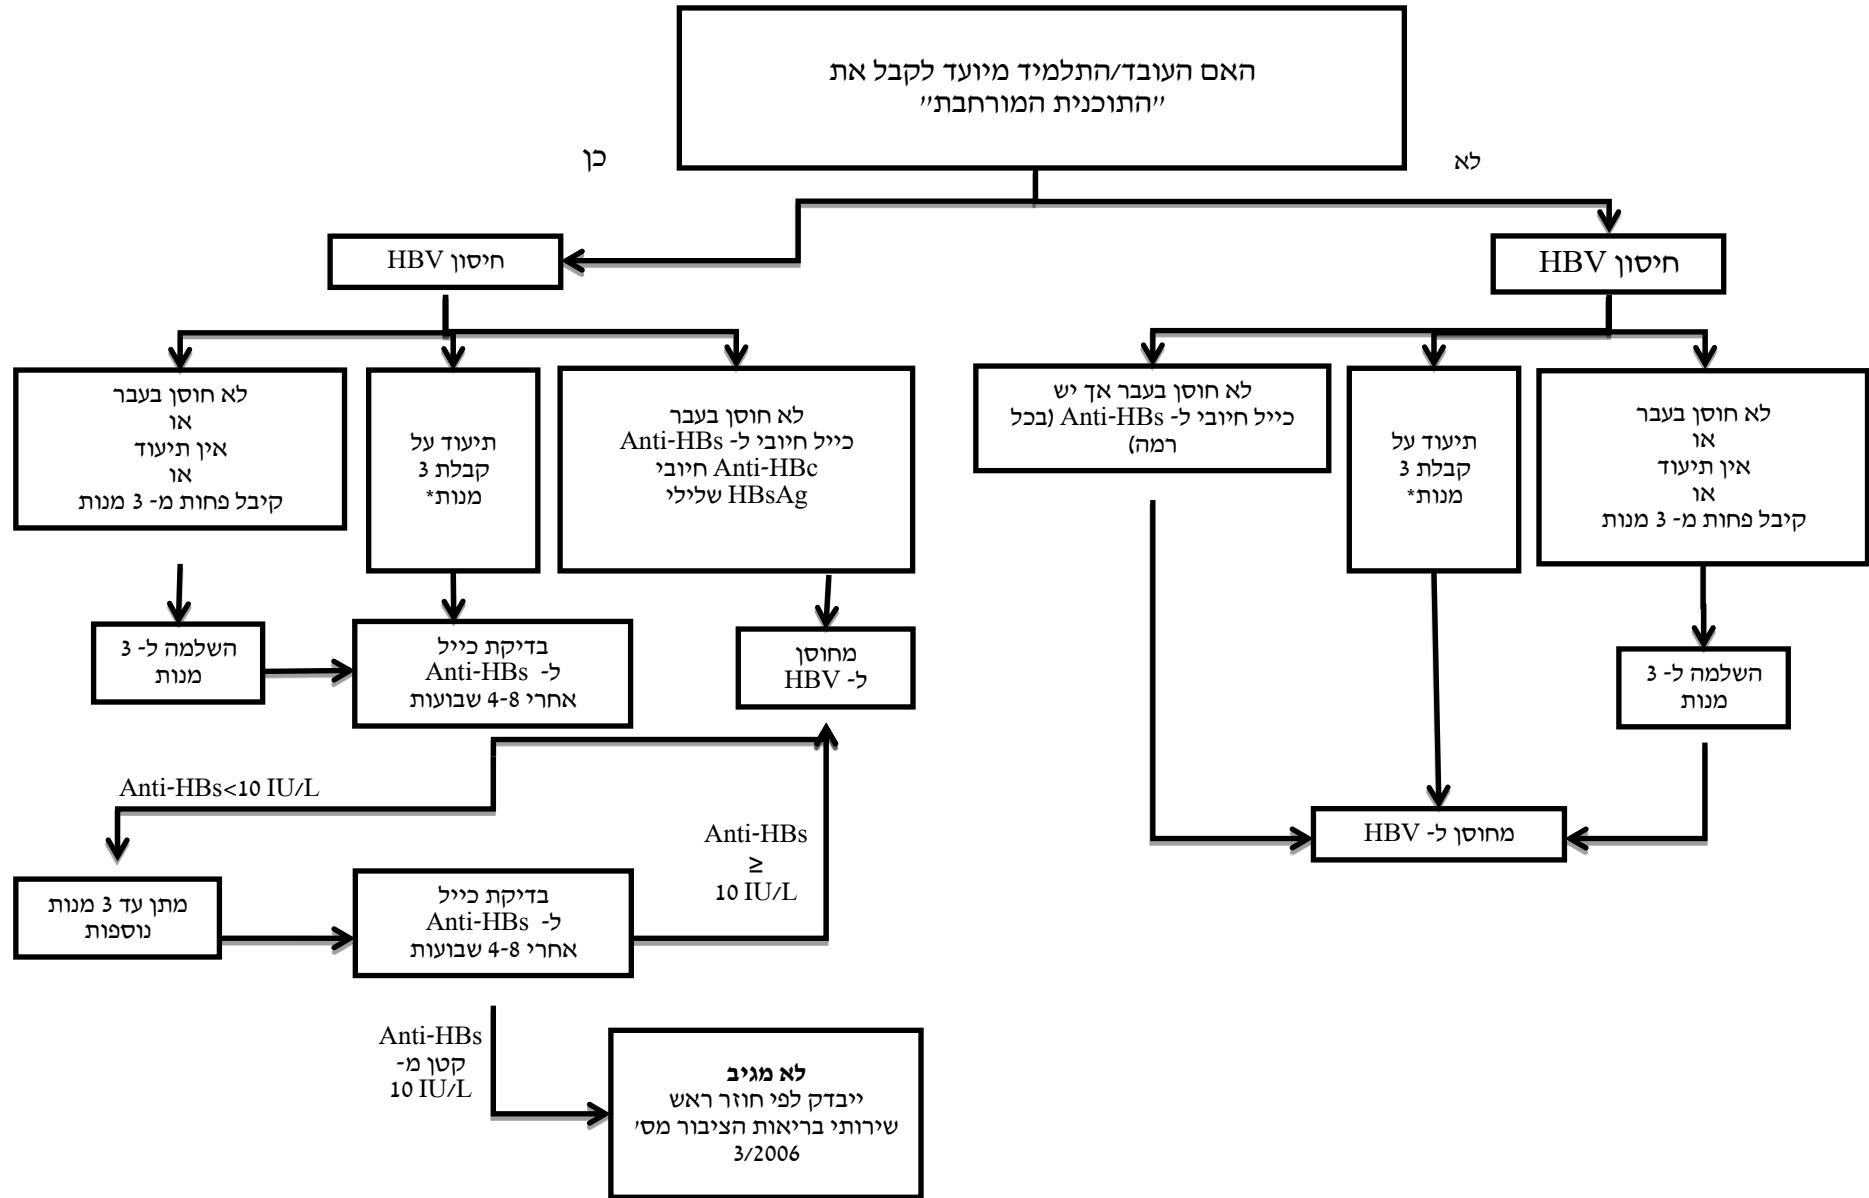 האם העובד/התלמיד מיועד לקבל את
"התוכנית המורחבת"
לא
כן
חיסון HBV
חיסון HBV
לא חוסן בעבר
או
אין תיעוד
או
קיבל פחות מ- 3 מנות
תיעוד על
קבלת 3
מנות*
לא חוסן בעבר אך יש
כייל חיובי ל- Anti-HBs (בכל
רמה)
לא חוסן בעבר
כייל חיובי ל- Anti-HBs
Anti-HBc חיובי
HBsAg שלילי
תיעוד על
קבלת 3
מנות*
לא חוסן בעבר
או
אין תיעוד
או
קיבל פחות מ- 3 מנות
השלמה ל- 3
מנות
מחוסן
ל- HBV
בדיקת כייל
ל- Anti-HBs
אחרי 4-8 שבועות
השלמה ל- 3
מנות
מחוסן ל- HBV
Anti-HBs<10 IU/L
Anti-HBs
≥
10 IU/L
מתן עד 3 מנות
נוספות
בדיקת כייל
ל- Anti-HBs
אחרי 4-8 שבועות
Anti-HBs
קטן מ-
10 IU/L
לא מגיב
ייבדק לפי חוזר ראש
שירותי בריאות הציבור מס'
3/2006